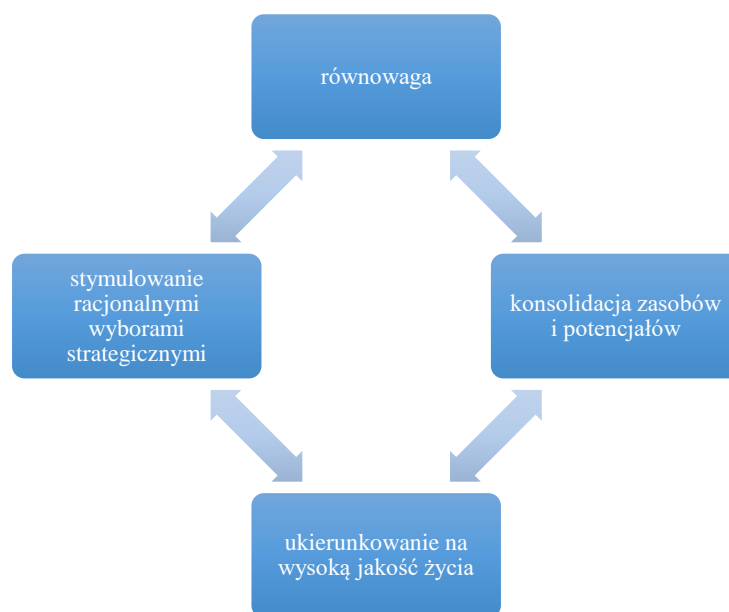 równowaga
stymulowanie
racjonalnymi
wyborami
strategicznymi
konsolidacja zasobów
i potencjałów
ukierunkowanie na
wysoką jakość życia